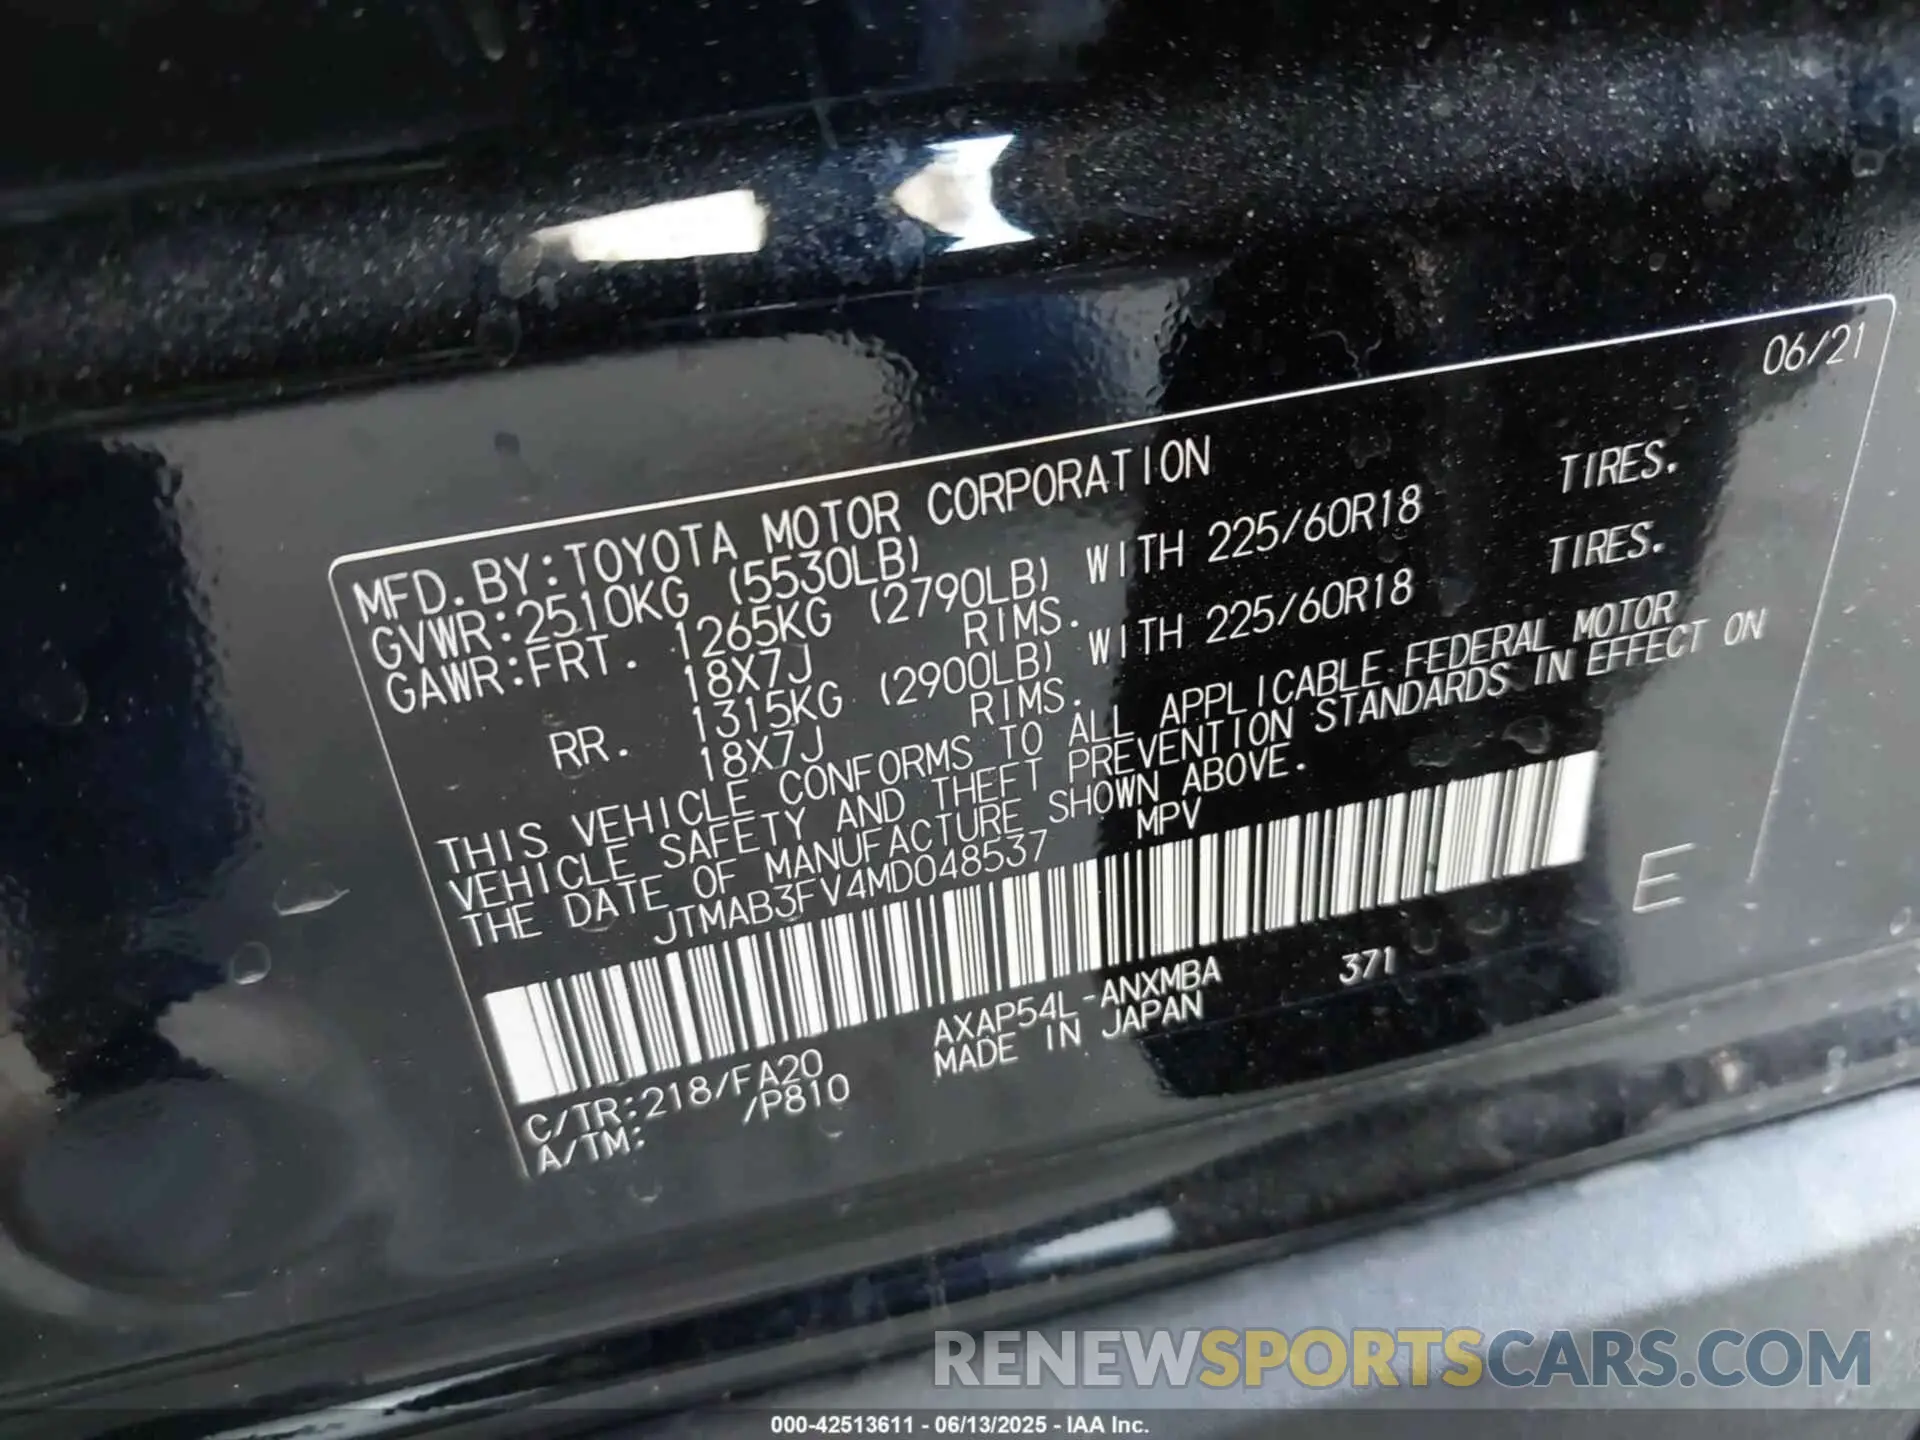 06/21
MFD.BY:TOYOTA MOTOR CORPORATION
GVWR:2510KG (5530LB)
GAWR:FRT. 1265KG (2790LB) WITH 225/60R18 TIRES.
18X7J RIMS.
RR. 1315KG (2900LB) WITH 225/60R18 TIRES.
18X7J RIMS.
THIS VEHICLE CONFORMS TO ALL APPLICABLE FEDERAL MOTOR
VEHICLE SAFETY AND THEFT PREVENTION STANDARDS IN EFFECT ON
THE DATE OF MANUFACTURE SHOWN ABOVE.
JTMAB3FV4MD048537 MPV
E
C/TR:218/FA20 AXAP54L-ANXMBA 371
A/TM: /P810 MADE IN JAPAN
RENEWSPORTSCARS.COM
000-42513611 - 06/13/2025 - IAA Inc.